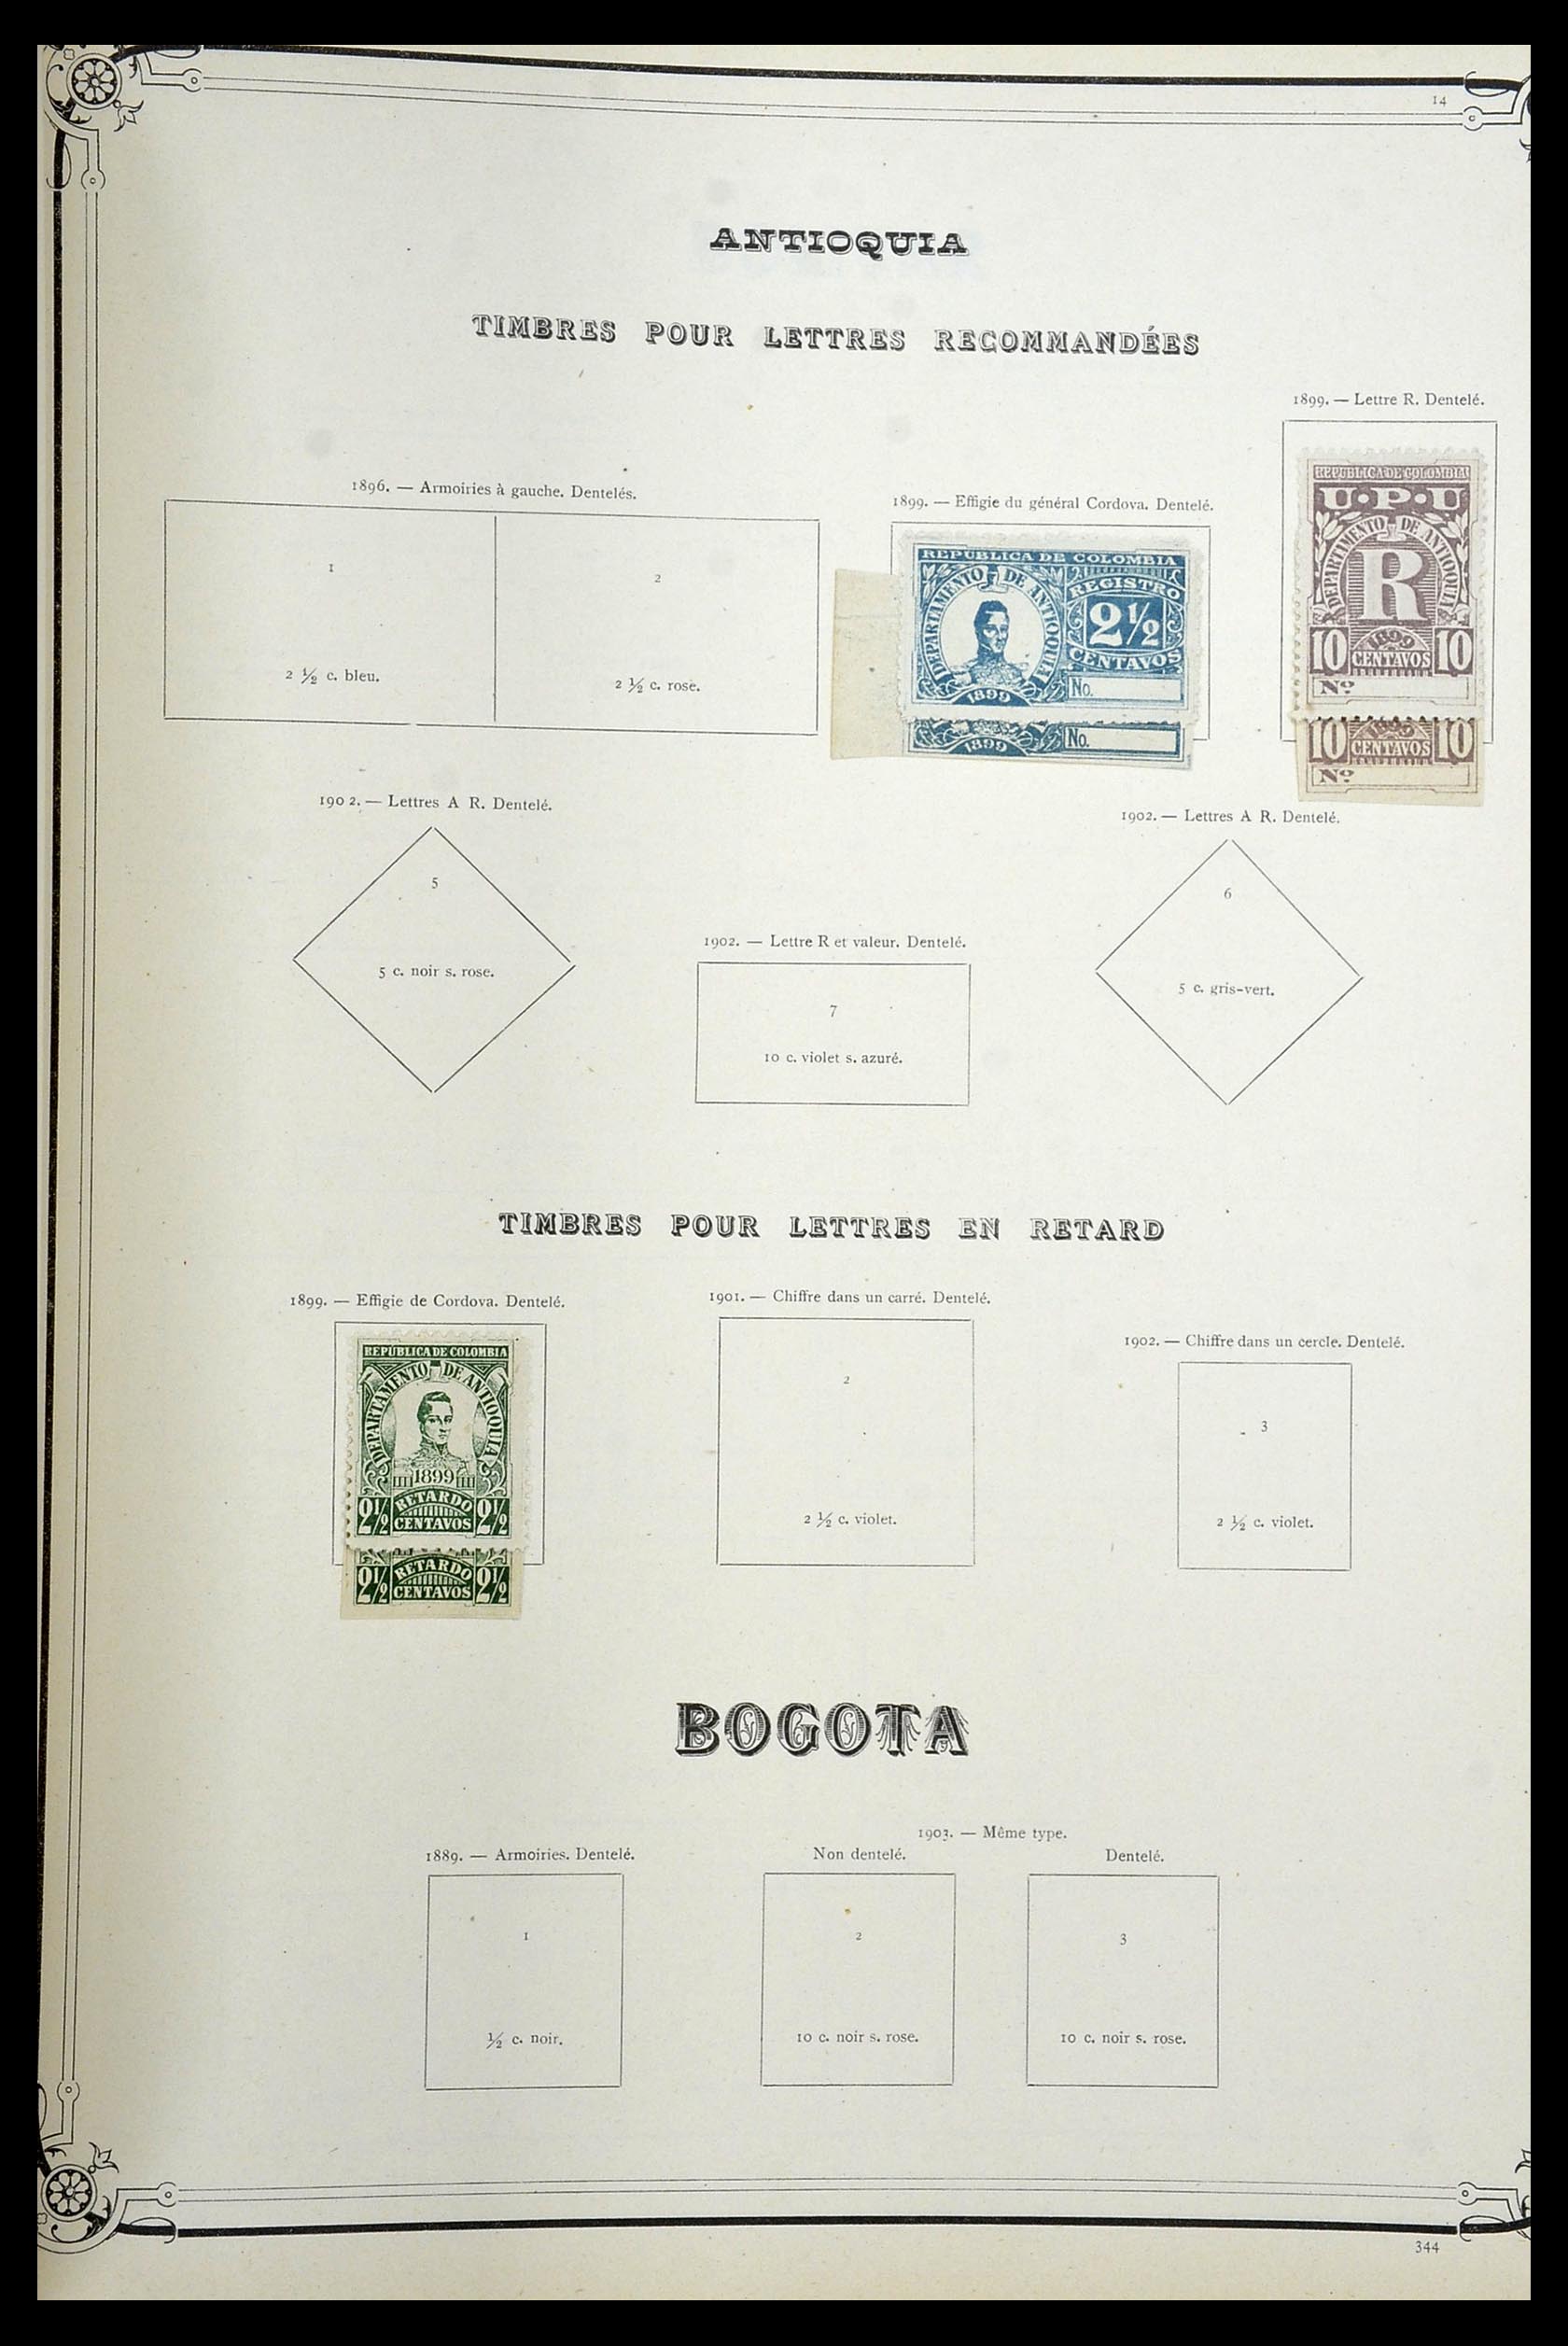 14
ANTIOQUIA
TIMBRES POUR LETTRES RECOMMANDÉES
1896. — Armoiries à gauche. Dentelés.
1
2 ½ c. bleu.
2
2 ½ c. rose.
1899. — Effigie du général Cordova. Dentelé.
REPUBLICA DE COLOMBIA
DEPARTAMENTO DE ANTIOQUIA
REGISTRO
2½
CENTAVOS
No.
1899
1899
No.
1899. — Lettre R. Dentelé.
REPUBLICA DE COLOMBIA
U·P·U
DEPARTAMENTO DE ANTIOQUIA
R
1899
10 CENTAVOS 10
Nº
10 CENTAVOS 10
Nº
1902. — Lettres A R. Dentelé.
5
5 c. noir s. rose.
1902. — Lettre R et valeur. Dentelé.
7
10 c. violet s. azuré.
1902. — Lettres A R. Dentelé.
6
5 c. gris-vert.
TIMBRES POUR LETTRES EN RETARD
1899. — Effigie de Cordova. Dentelé.
REPUBLICA DE COLOMBIA
DEPARTAMENTO DE ANTIOQUIA
1899
RETARDO
2½ CENTAVOS 2½
RETARDO
2½ CENTAVOS 2½
1901. — Chiffre dans un carré. Dentelé.
2
2 ½ c. violet.
1902. — Chiffre dans un cercle. Dentelé.
3
2 ½ c. violet.
BOGOTA
1889. — Armoiries. Dentelé.
1
½ c. noir.
1903. — Même type.
Non dentelé.
2
10 c. noir s. rose.
Dentelé.
3
10 c. noir s. rose.
344